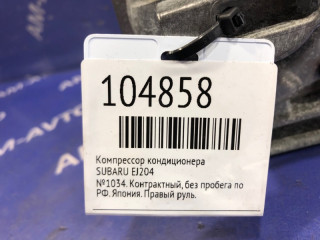 104858
Компрессор кондиционера
SUBARU EJ204
№1034. Контрактный, без пробега по
РФ. Япония. Правый руль.